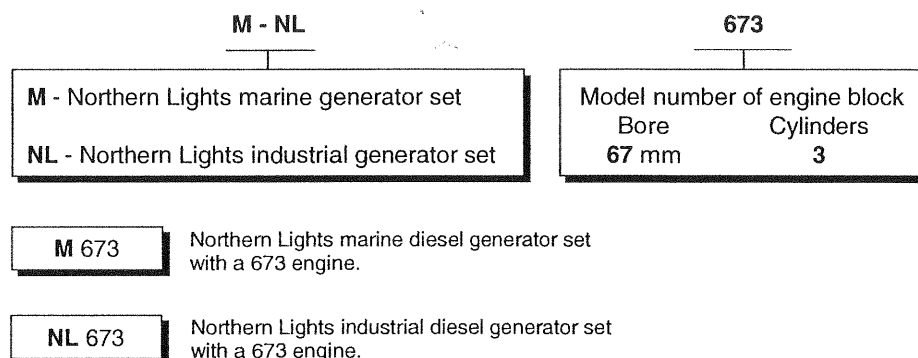 M - NL
673
M - Northern Lights marine generator set
NL - Northern Lights industrial generator set
Model number of engine block
Bore Cylinders
67 mm 3
M 673
Northern Lights marine diesel generator set
with a 673 engine.
NL 673
Northern Lights industrial diesel generator set
with a 673 engine.